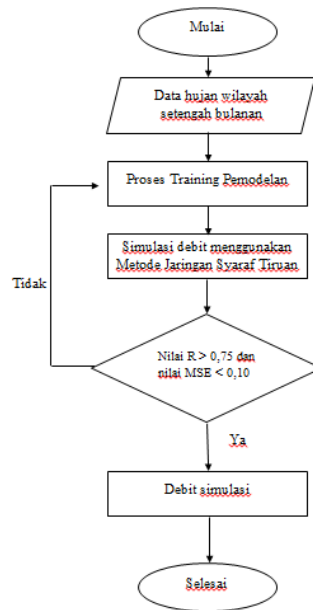 Mulai
Data hujan wilayah
setengah bulanan
Proses Training Pemodelan
Simulasi debit menggunakan
Metode Jaringan Syaraf Tiruan
Tidak
Nilai R > 0,75 dan
nilai MSE < 0,10
Ya
Debit simulasi
Selesai